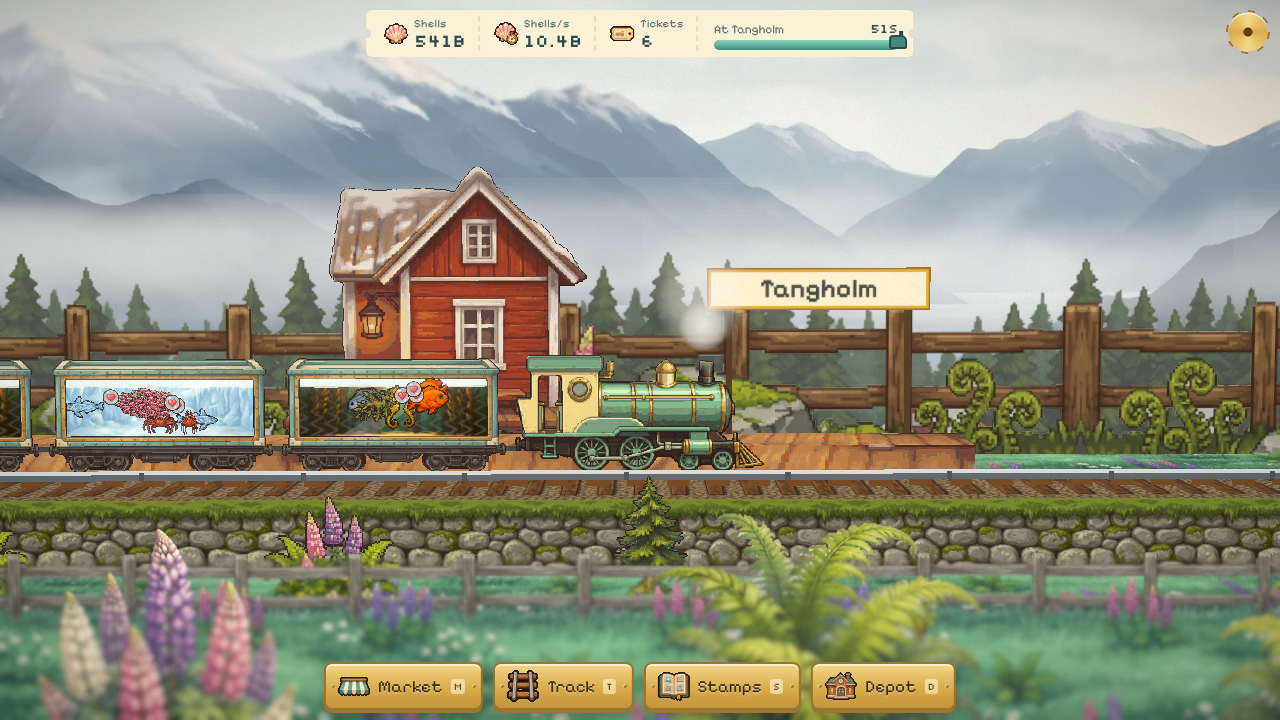 Shells
541B
Shells/s
10.4B
Tickets
6
At Tangholm
51s
Tangholm
Market M
Track T
Stamps S
Depot D